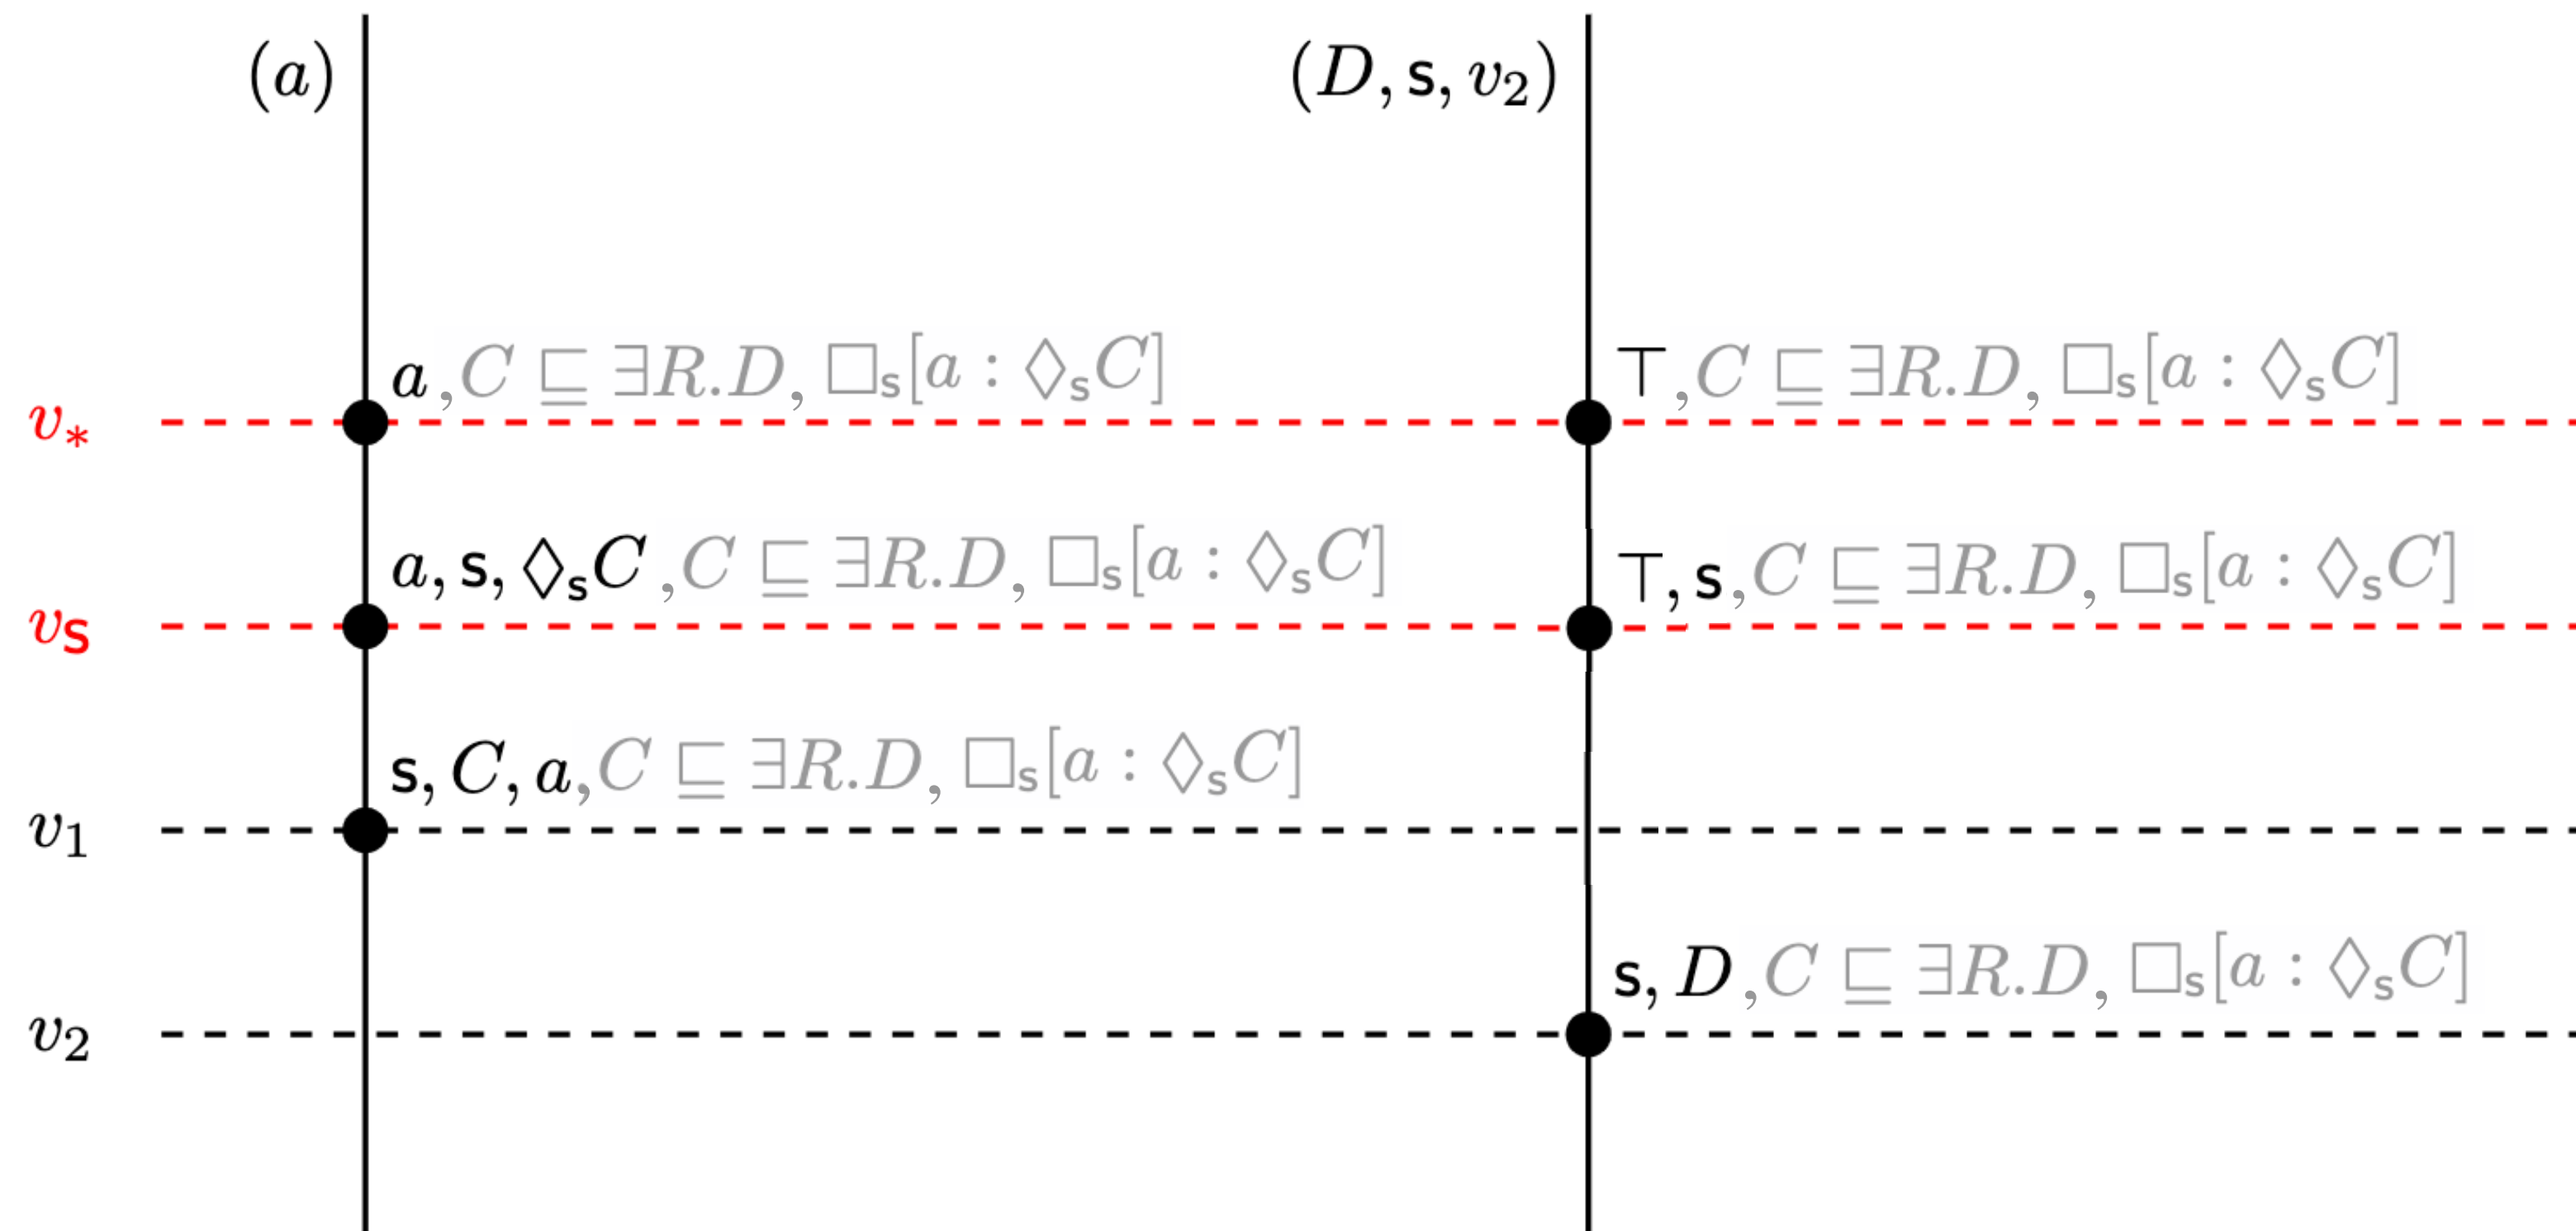 (a) (D, s, v₂)
a, C ⊑ ∃R.D, □ₛ[a : ◇ₛC] ⊤, C ⊑ ∃R.D, □ₛ[a : ◇ₛC]
v∗
a, s, ◇ₛC, C ⊑ ∃R.D, □ₛ[a : ◇ₛC] ⊤, s, C ⊑ ∃R.D, □ₛ[a : ◇ₛC]
vₛ
s, C, a, C ⊑ ∃R.D, □ₛ[a : ◇ₛC]
v₁
s, D, C ⊑ ∃R.D, □ₛ[a : ◇ₛC]
v₂